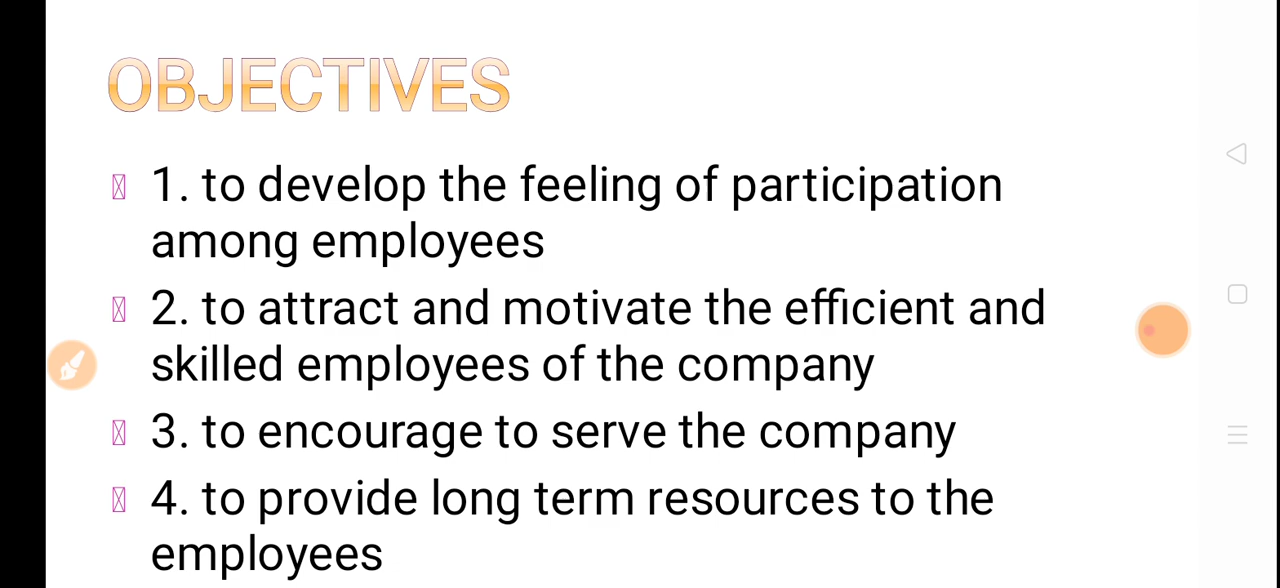 OBJECTIVES
1. to develop the feeling of participation
among employees
2. to attract and motivate the efficient and
skilled employees of the company
3. to encourage to serve the company
4. to provide long term resources to the
employees